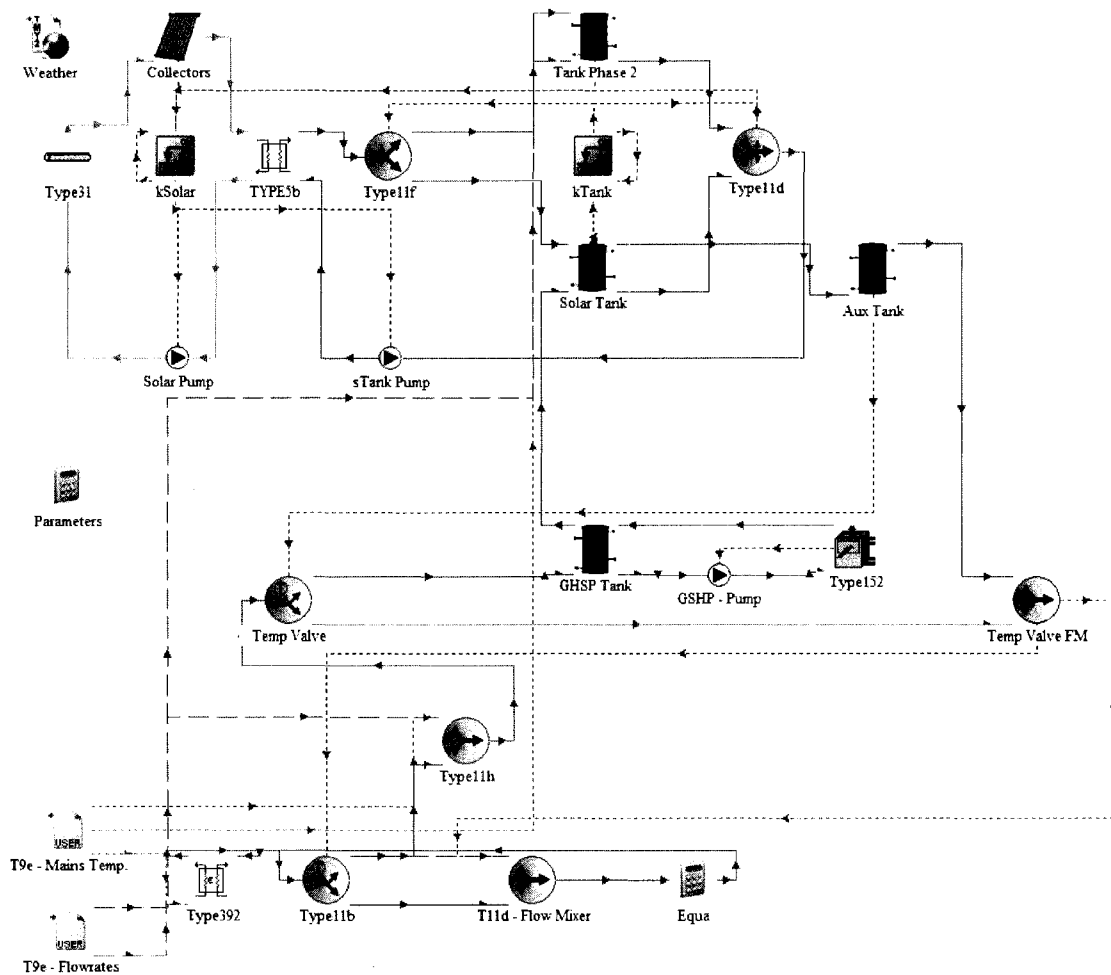 Weather
Collectors
Tank Phase 2
Type31
kSolar
TYPE5b
Type11f
kTank
Type11d
Solar Tank
Aux Tank
Solar Pump
sTank Pump
Parameters
GHSP Tank
GSHP - Pump
Type152
Temp Valve
Temp Valve FM
Type11h
USER
T9e - Mains Temp.
Type392
Type11b
T11d - Flow Mixer
Equa
USER
T9e - Flowrates